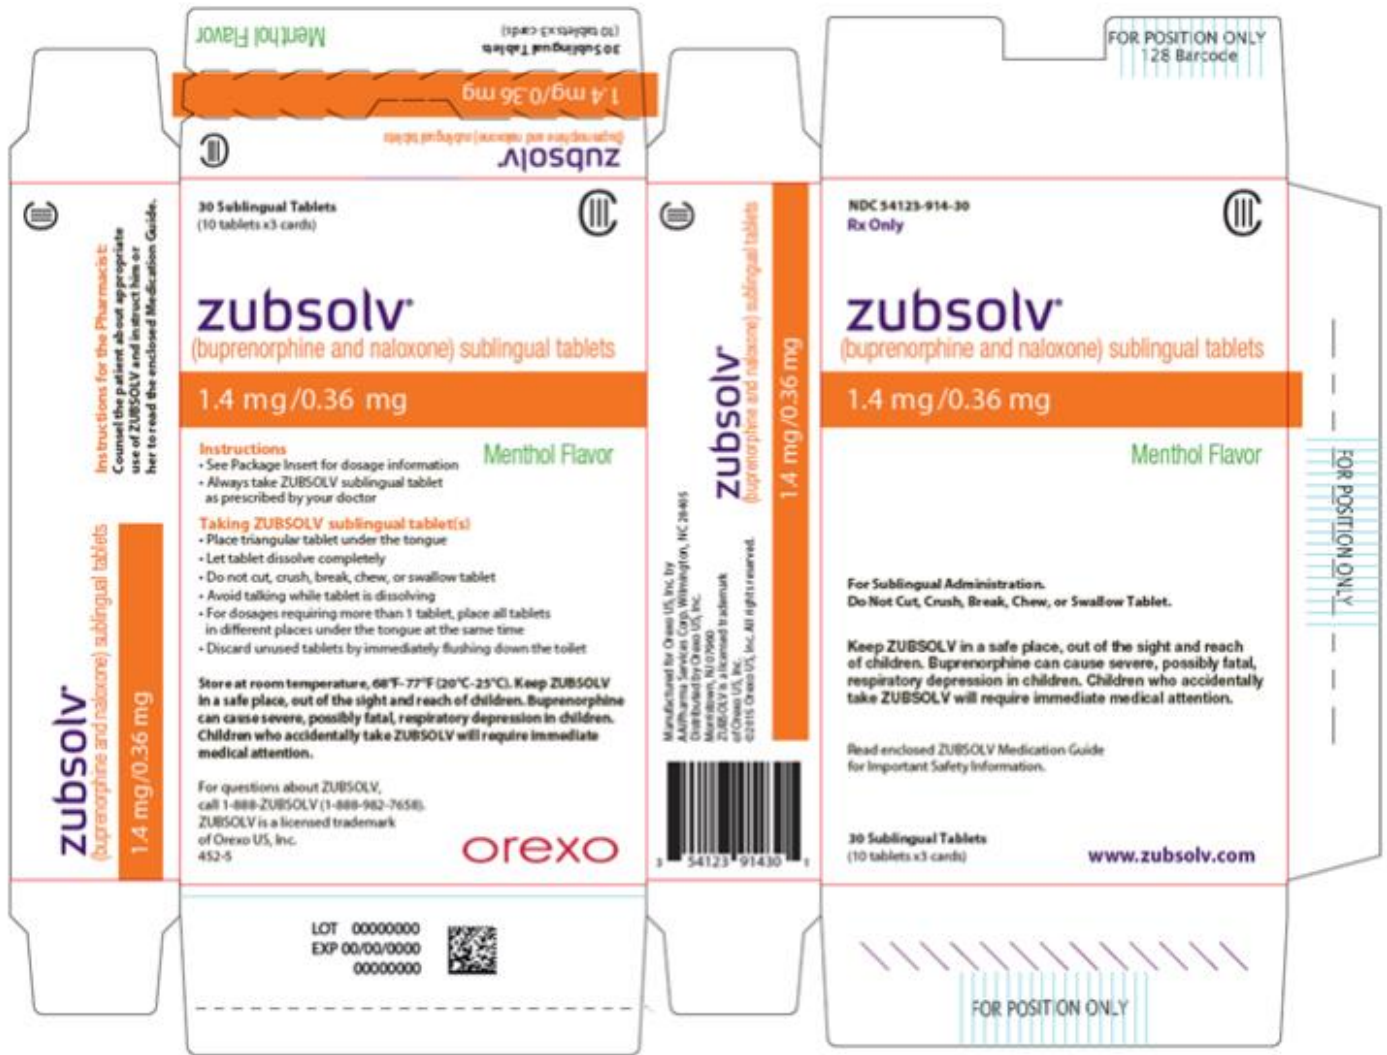 Menthol Flavor
30 Sublingual Tablets
(10 tablets x3 cards)
1.4 mg/0.36 mg
(buprenorphine and naloxone) sublingual tablets
zubsolv
CIII
FOR POSITION ONLY
128 Barcode
CIII
Instructions for the Pharmacist:
Counsel the patient about appropriate
use of ZUBSOLV and instruct him or
her to read the enclosed Medication Guide.
zubsolv®
(buprenorphine and naloxone) sublingual tablets
1.4 mg/0.36 mg
30 Sublingual Tablets
(10 tablets x3 cards)
CIII
zubsolv®
(buprenorphine and naloxone) sublingual tablets
1.4 mg/0.36 mg
Menthol Flavor
Instructions
• See Package Insert for dosage information
• Always take ZUBSOLV sublingual tablet
as prescribed by your doctor
Taking ZUBSOLV sublingual tablet(s)
• Place triangular tablet under the tongue
• Let tablet dissolve completely
• Do not cut, crush, break, chew, or swallow tablet
• Avoid talking while tablet is dissolving
• For dosages requiring more than 1 tablet, place all tablets
in different places under the tongue at the same time
• Discard unused tablets by immediately flushing down the toilet
Store at room temperature, 68°F-77°F (20°C-25°C). Keep ZUBSOLV
in a safe place, out of the sight and reach of children. Buprenorphine
can cause severe, possibly fatal, respiratory depression in children.
Children who accidentally take ZUBSOLV will require immediate
medical attention.
For questions about ZUBSOLV,
call 1-888-ZUBSOLV (1-888-982-7658).
ZUBSOLV is a licensed trademark
of Orexo US, Inc.
452-5
orexo
LOT 00000000
EXP 00/00/0000
00000000
CIII
zubsolv®
(buprenorphine and naloxone) sublingual tablets
1.4 mg/0.36 mg
Manufactured for Orexo US, Inc. by
AAIPharma Services Corp. Wilmington, NC 28405
Distributed by Orexo US, Inc.
Morristown, NJ 07960
ZUBSOLV is a licensed trademark
of Orexo US, Inc.
©2015 Orexo US, Inc. All rights reserved.
3 54123 91430
NDC 54123-914-30
Rx Only
CIII
zubsolv®
(buprenorphine and naloxone) sublingual tablets
1.4 mg/0.36 mg
Menthol Flavor
For Sublingual Administration.
Do Not Cut, Crush, Break, Chew, or Swallow Tablet.
Keep ZUBSOLV in a safe place, out of the sight and reach
of children. Buprenorphine can cause severe, possibly fatal,
respiratory depression in children. Children who accidentally
take ZUBSOLV will require immediate medical attention.
Read enclosed ZUBSOLV Medication Guide
for Important Safety Information.
30 Sublingual Tablets
(10 tablets x3 cards)
www.zubsolv.com
FOR POSITION ONLY
FOR POSITION ONLY